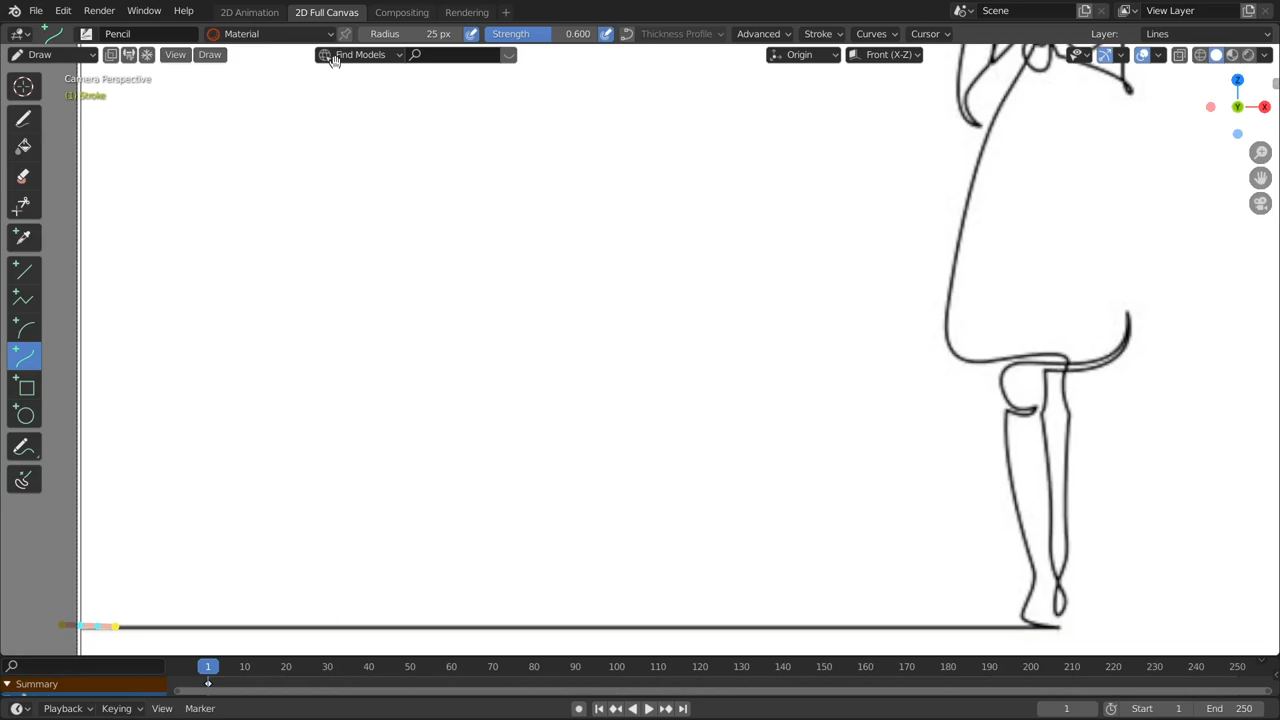 File Edit Render Window Help 2D Animation 2D Full Canvas Compositing Rendering + Scene View Layer
Pencil Material Radius 25 px Strength 0.600 Thickness Profile Advanced Stroke Curves Cursor Layer: Lines
Draw View Draw Find Models Origin Front (X-Z)
Camera Perspective
(1) Stroke
Z
Y
X
1 10 20 30 40 50 60 70 80 90 100 110 120 130 140 150 160 170 180 190 200 210 220 230 240 250
Summary
Playback Keying View Marker 1 Start 1 End 250